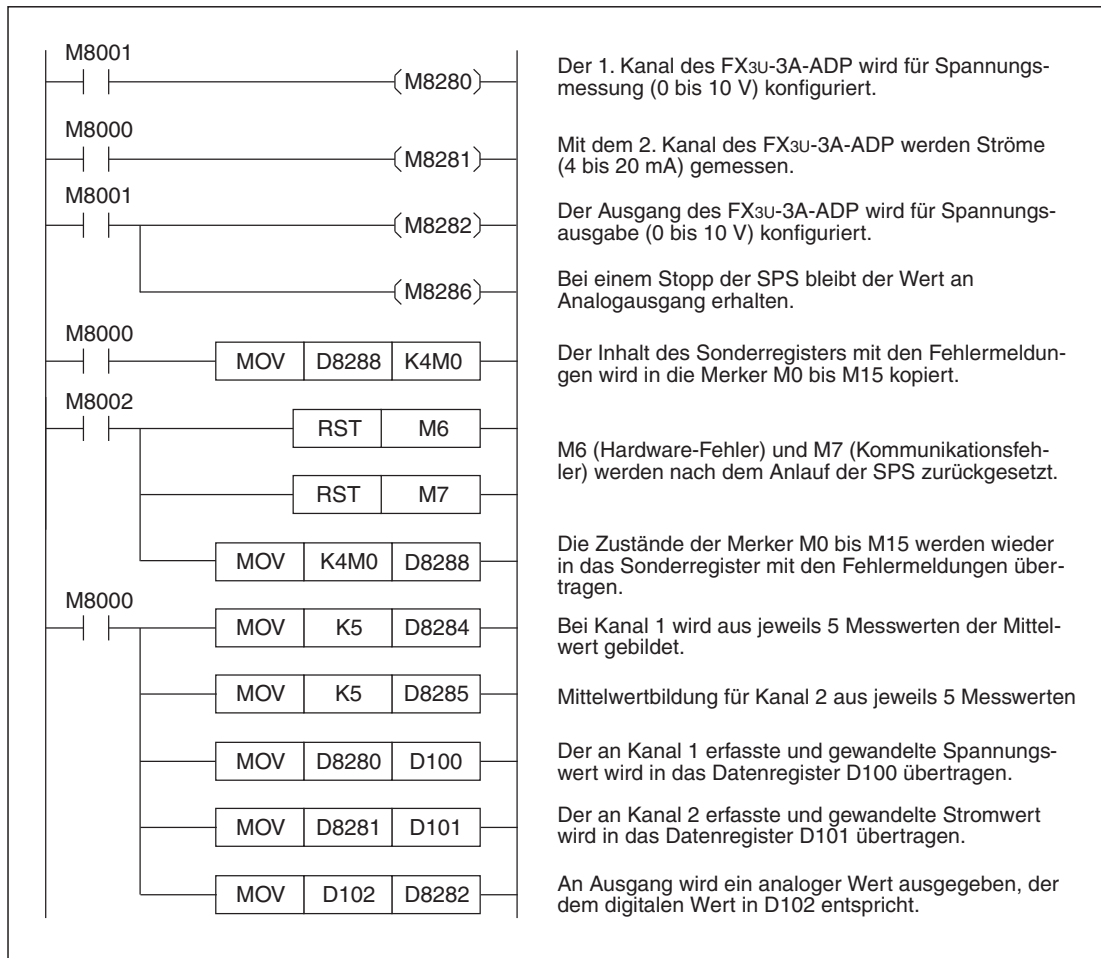 M8001
M8280
Der 1. Kanal des FX3U-3A-ADP wird für Spannungs-
messung (0 bis 10 V) konfiguriert.
M8000
M8281
Mit dem 2. Kanal des FX3U-3A-ADP werden Ströme
(4 bis 20 mA) gemessen.
M8001
M8282
Der Ausgang des FX3U-3A-ADP wird für Spannungs-
ausgabe (0 bis 10 V) konfiguriert.
M8286
Bei einem Stopp der SPS bleibt der Wert an
Analogausgang erhalten.
M8000
MOV D8288 K4M0
Der Inhalt des Sonderregisters mit den Fehlermeldun-
gen wird in die Merker M0 bis M15 kopiert.
M8002
RST M6
M6 (Hardware-Fehler) und M7 (Kommunikationsfeh-
ler) werden nach dem Anlauf der SPS zurückgesetzt.
RST M7
MOV K4M0 D8288
Die Zustände der Merker M0 bis M15 werden wieder
in das Sonderregister mit den Fehlermeldungen über-
tragen.
M8000
MOV K5 D8284
Bei Kanal 1 wird aus jeweils 5 Messwerten der Mittel-
wert gebildet.
MOV K5 D8285
Mittelwertbildung für Kanal 2 aus jeweils 5 Messwerten
MOV D8280 D100
Der an Kanal 1 erfasste und gewandelte Spannungs-
wert wird in das Datenregister D100 übertragen.
MOV D8281 D101
Der an Kanal 2 erfasste und gewandelte Stromwert
wird in das Datenregister D101 übertragen.
MOV D102 D8282
An Ausgang wird ein analoger Wert ausgegeben, der
dem digitalen Wert in D102 entspricht.